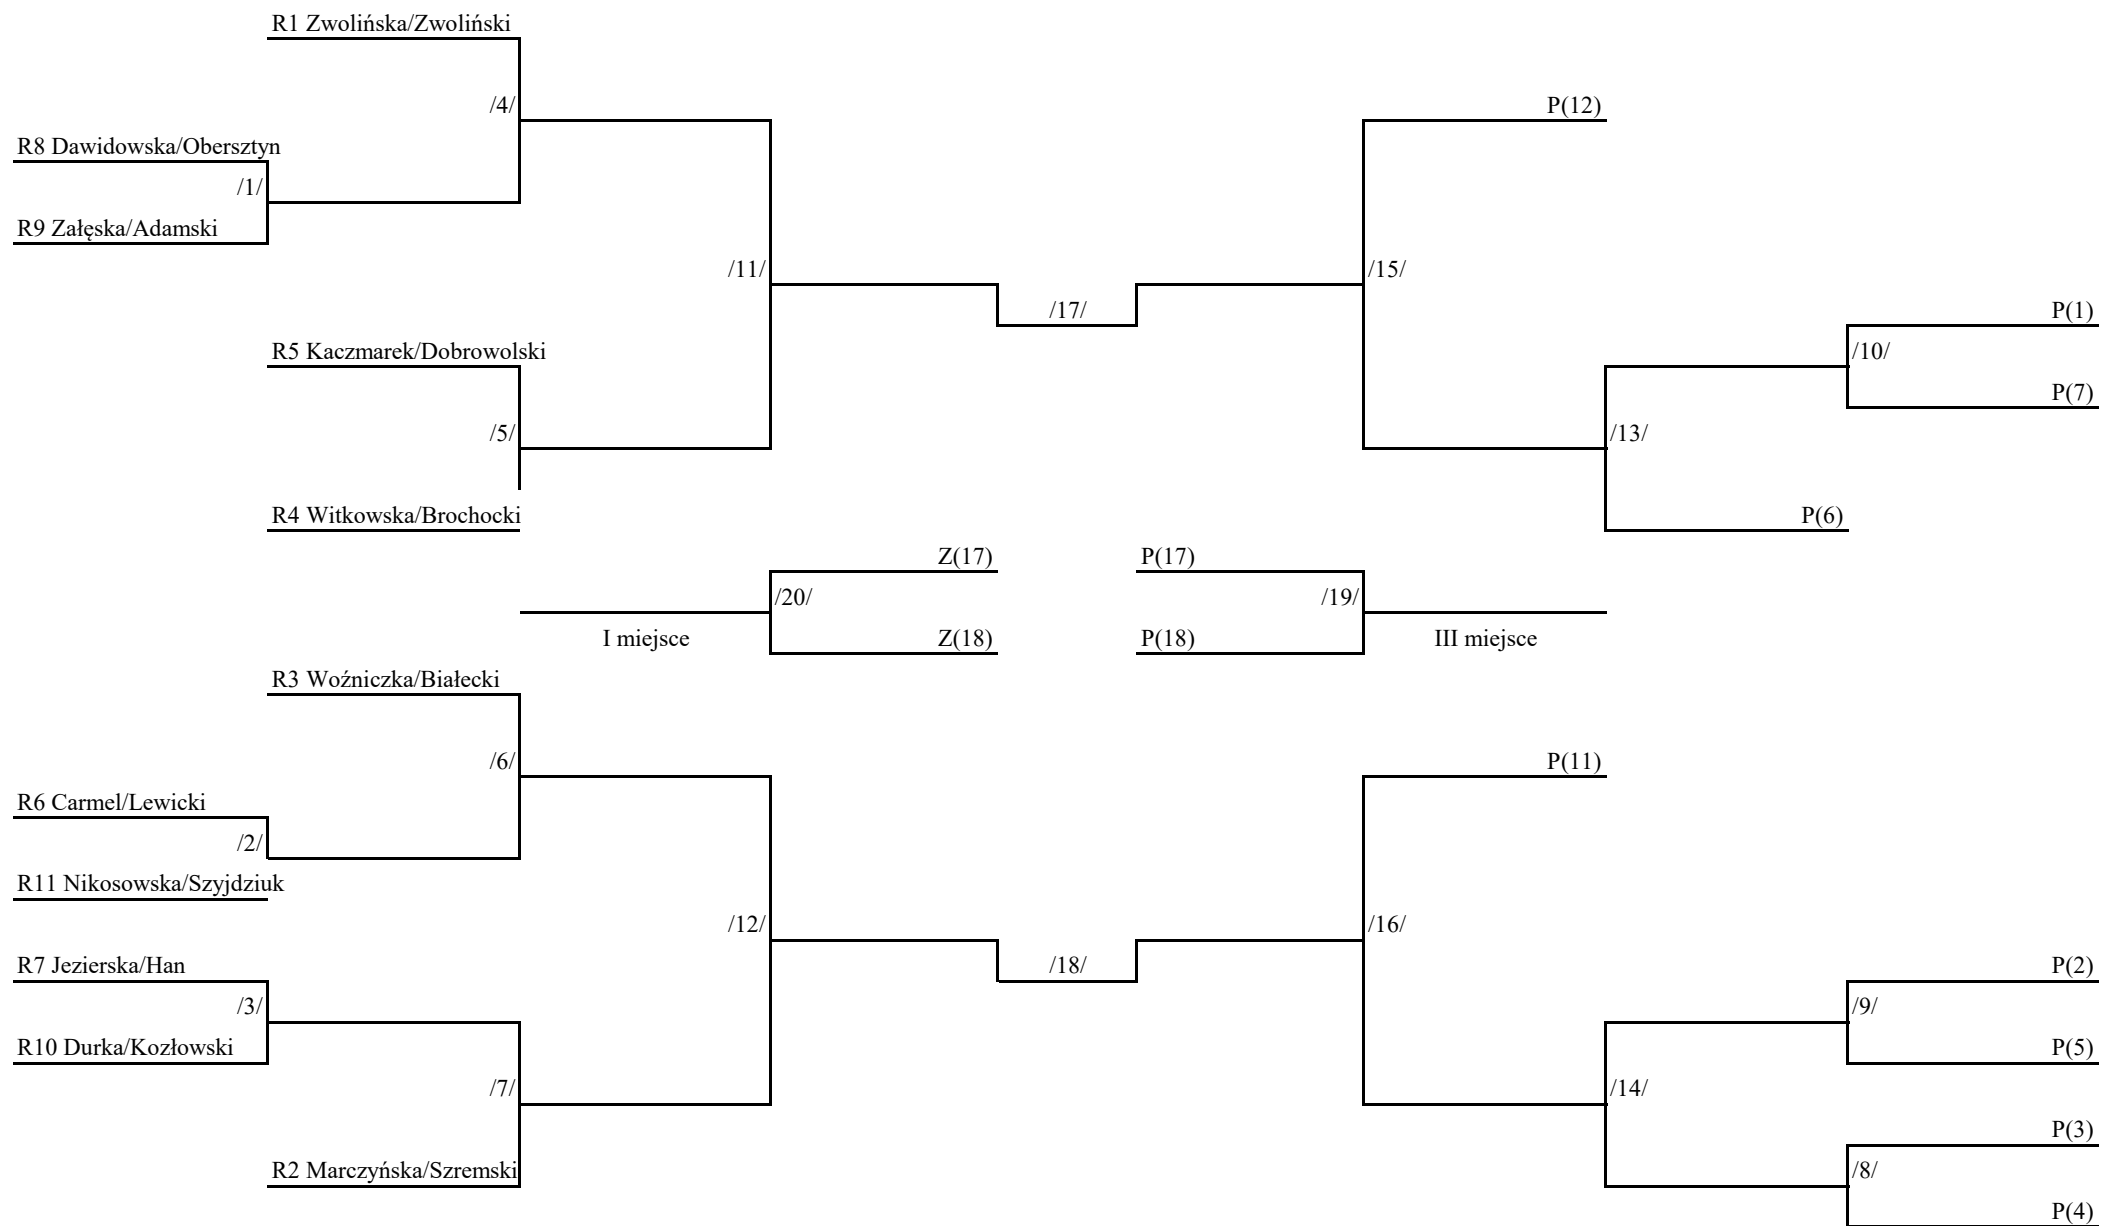 R1 Zwolińska/Zwoliński
/4/
P(12)
R8 Dawidowska/Obersztyn
/1/
R9 Załęska/Adamski
/11/
/15/
/17/
P(1)
R5 Kaczmarek/Dobrowolski
/10/
P(7)
/5/
/13/
R4 Witkowska/Brochocki
P(6)
Z(17)
P(17)
/20/
/19/
I miejsce
Z(18)
P(18)
III miejsce
R3 Woźniczka/Białecki
/6/
P(11)
R6 Carmel/Lewicki
/2/
R11 Nikosowska/Szyjdziuk
/12/
/16/
R7 Jezierska/Han
/18/
P(2)
/3/
/9/
R10 Durka/Kozłowski
P(5)
/7/
/14/
P(3)
R2 Marczyńska/Szremski
/8/
P(4)